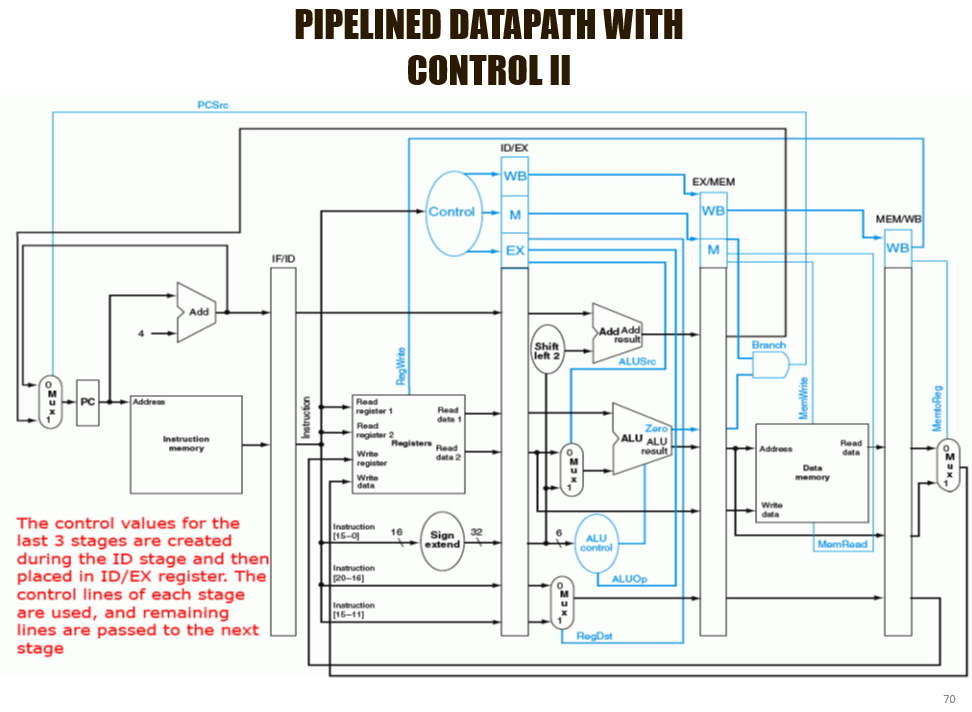 PIPELINED DATAPATH WITH
CONTROL II
PCSrc
ID/EX
WB
EX/MEM
Control
M
WB
MEM/WB
EX
M
WB
IF/ID
Add
4
Add Add
result
Shift
left 2
Branch
ALUSrc
RegWrite
MemWrite
MemtoReg
0
M
u
x
1
PC
Address
Instruction
memory
Instruction
Read
register 1
Read
data 1
Read
register 2
Registers
Read
data 2
Write
register
Write
data
Zero
ALU
ALU
result
0
M
u
x
1
Address
Read
data
Data
memory
Write
data
0
M
u
x
1
The control values for the
last 3 stages are created
during the ID stage and then
placed in ID/EX register. The
control lines of each stage
are used, and remaining
lines are passed to the next
stage
Instruction
[15–0]
16
Sign
extend
32
6
ALU
control
MemRead
Instruction
[20–16]
ALUOp
0
M
u
x
1
Instruction
[15–11]
RegDst
70